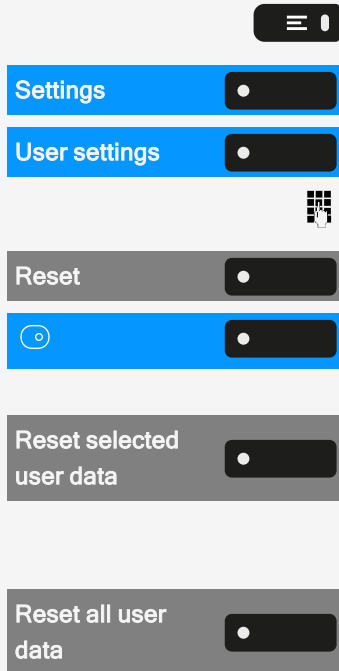 Settings
User settings
Reset
Reset selected
user data
Reset all user
data